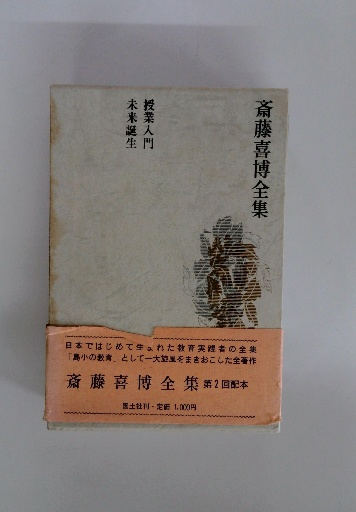 斎藤喜博全集
授業入門
未来誕生
日本ではじめて生まれた教育実践者の全集
「島小の教育」として一大旋風をまきおこした全著作
斎藤喜博全集 第2回配本
国土社刊・定価 1,000円